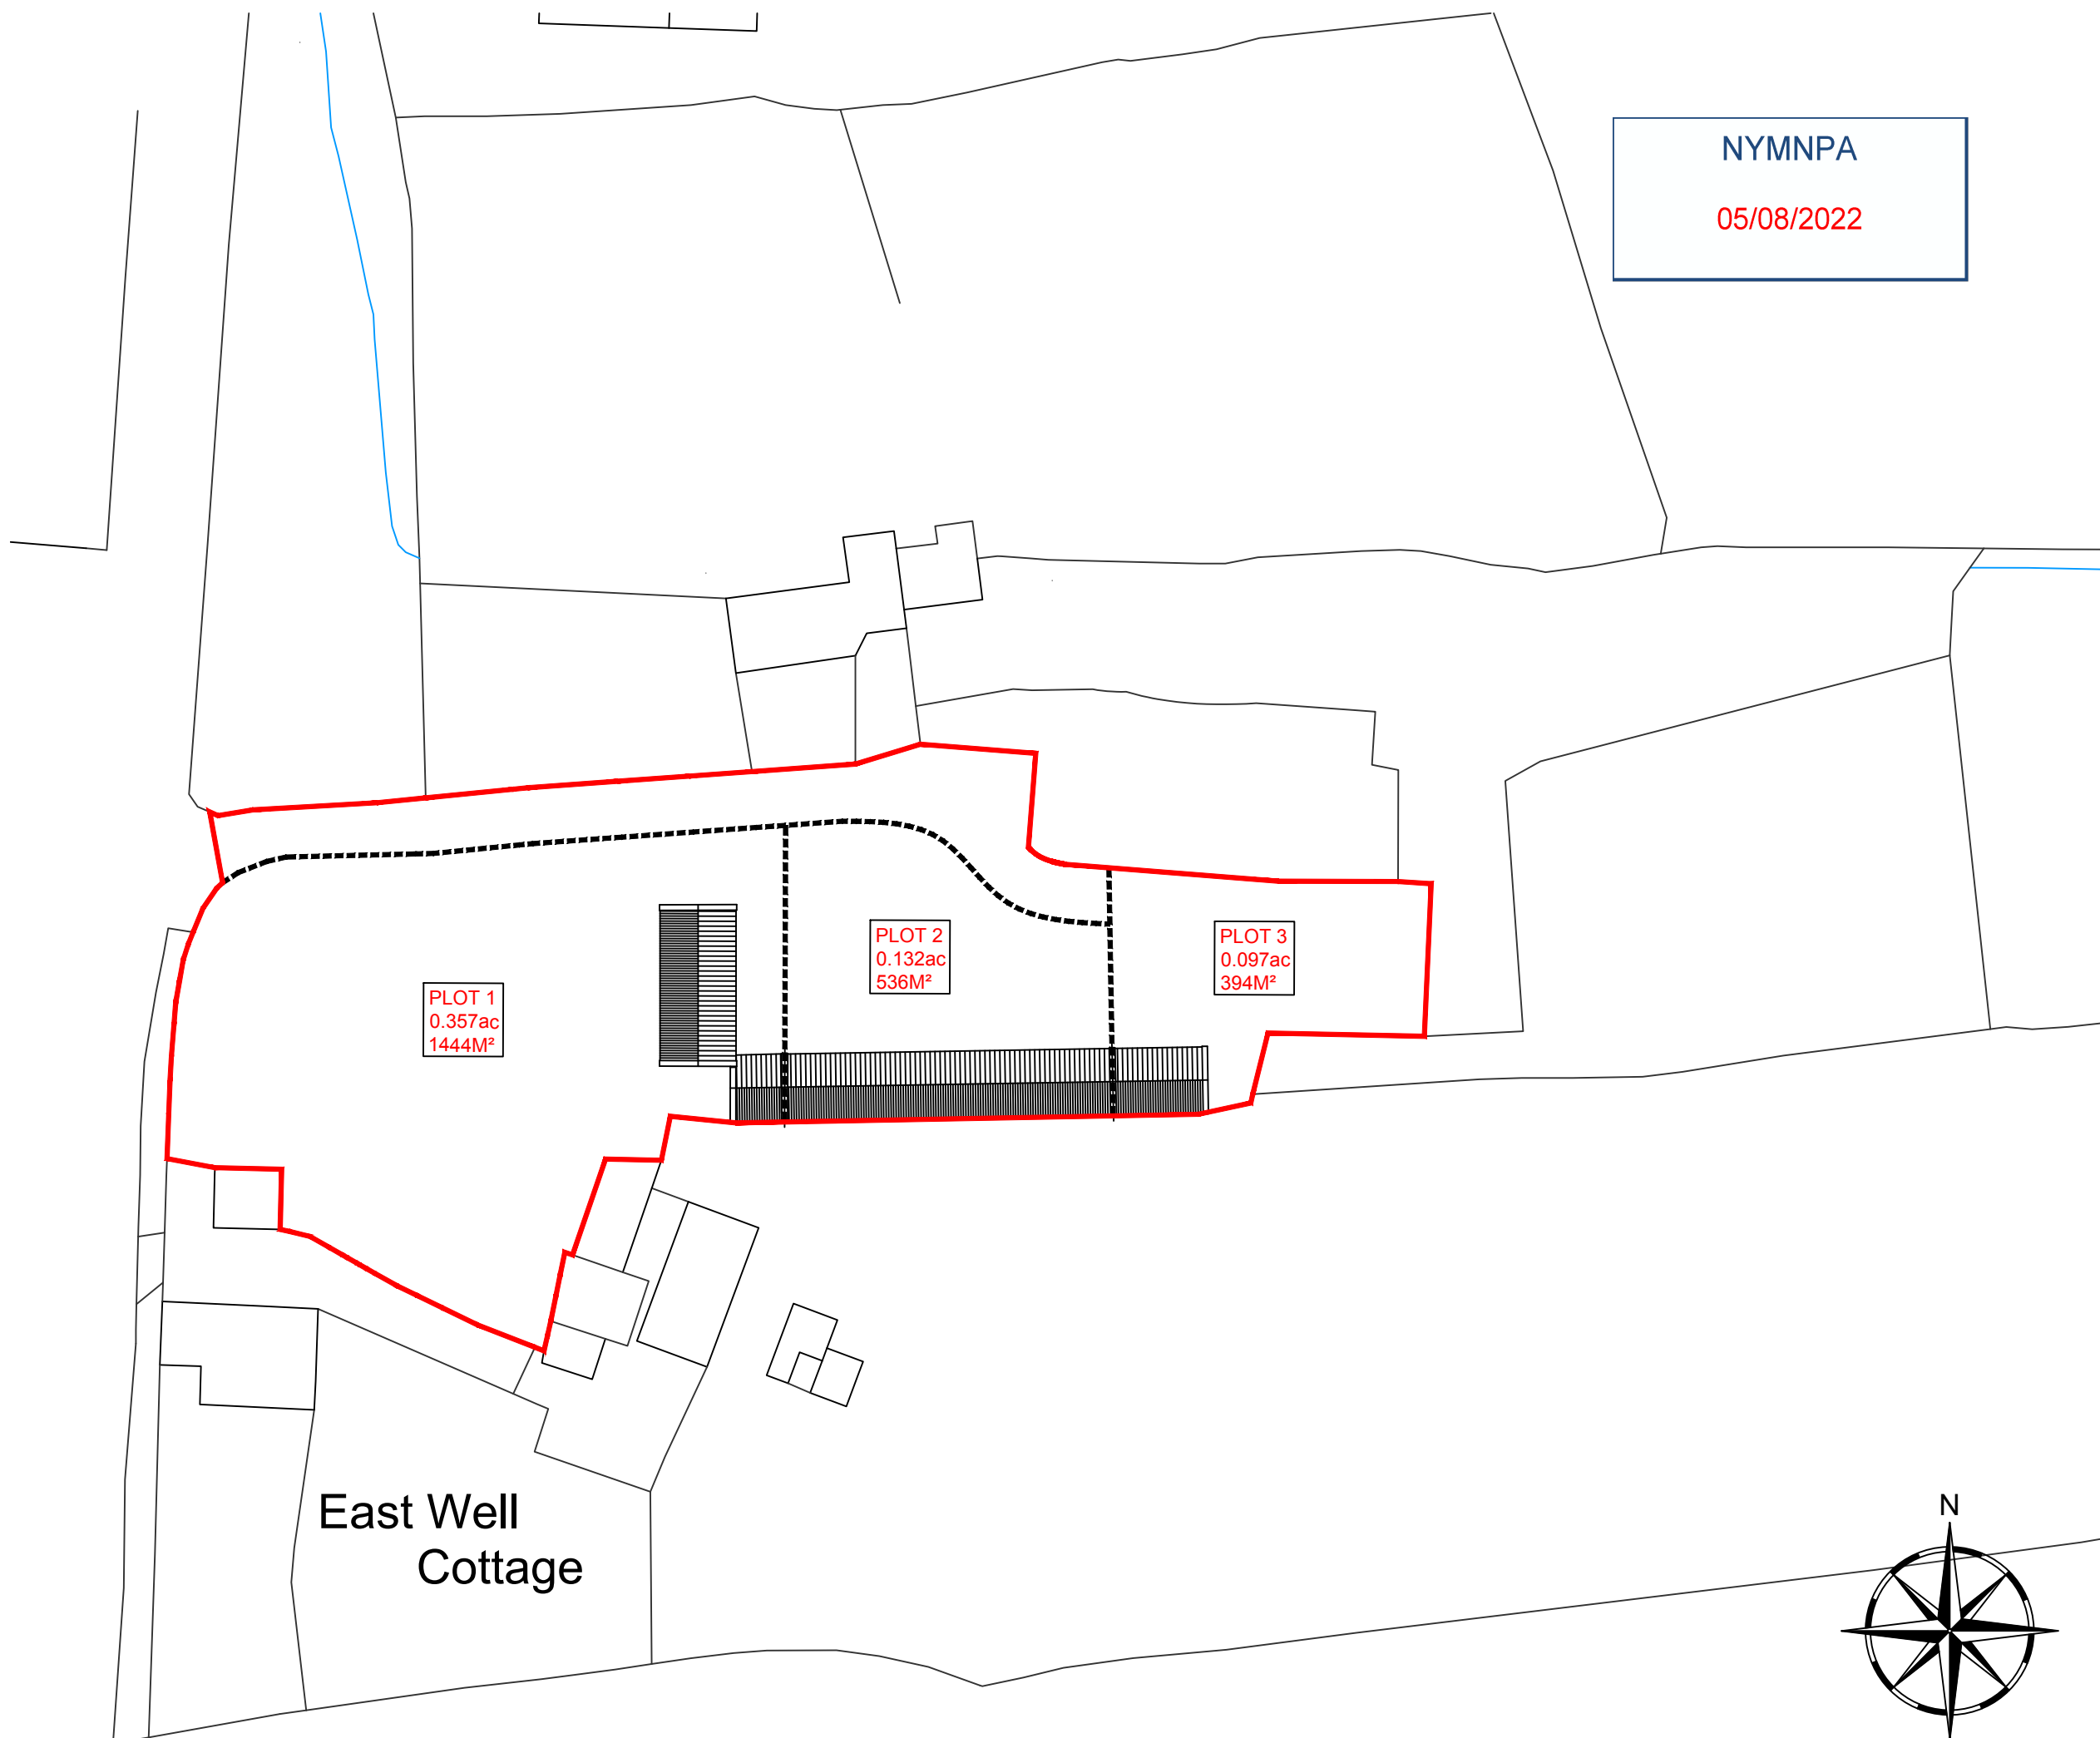 NYMNPA
05/08/2022
PLOT 1
0.357ac
1444M²
PLOT 2
0.132ac
536M²
PLOT 3
0.097ac
394M²
East Well
Cottage
N